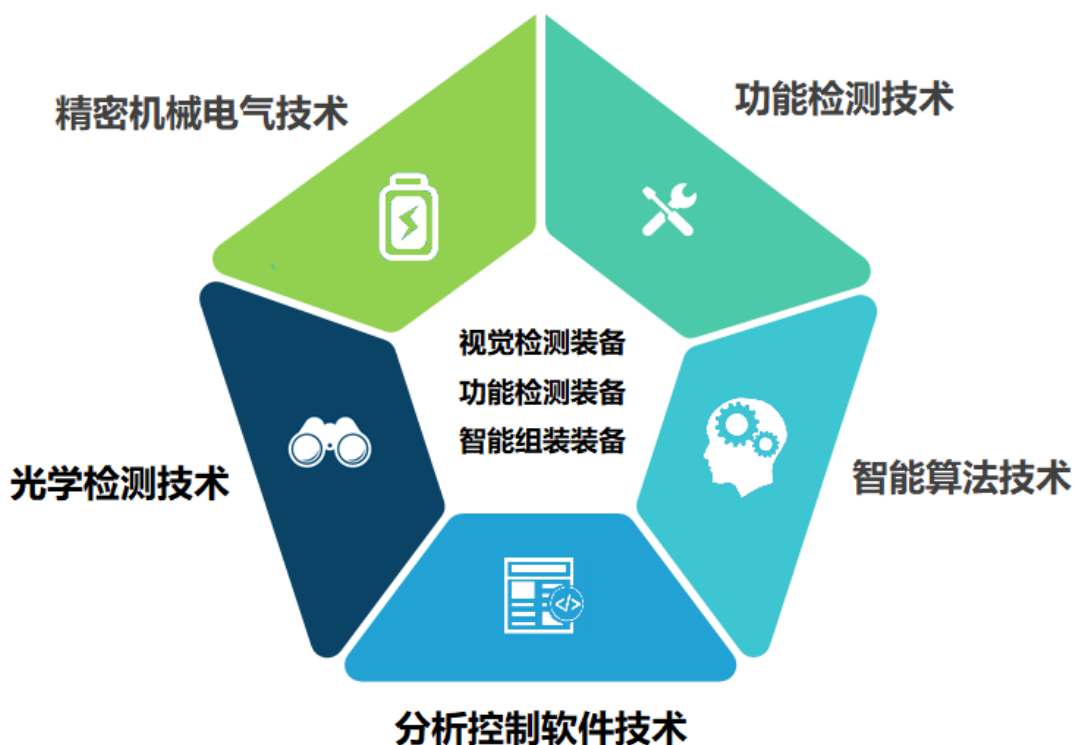 精密机械电气技术
功能检测技术
视觉检测装备
功能检测装备
智能组装装备
光学检测技术
智能算法技术
</>
分析控制软件技术